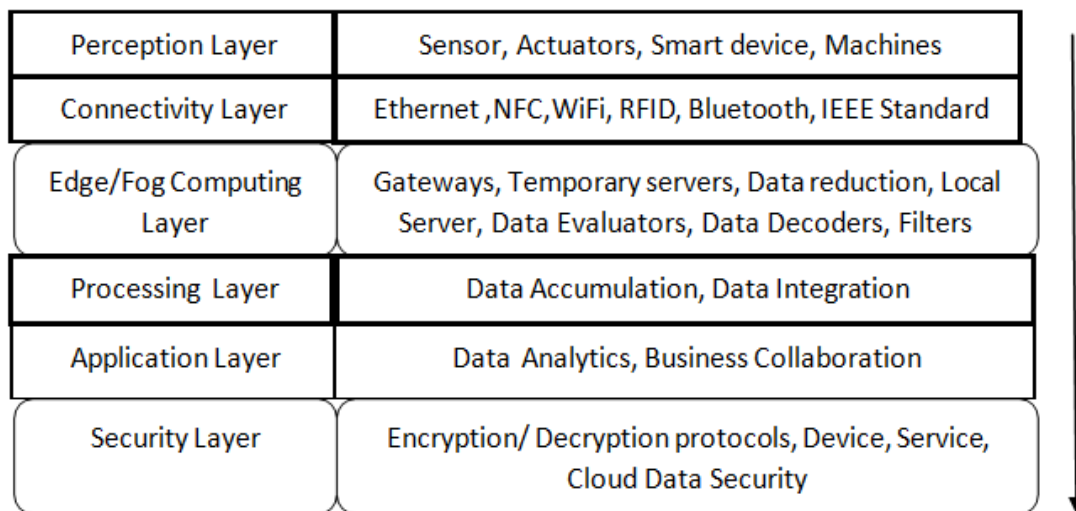 Perception Layer
Sensor, Actuators, Smart device, Machines
Connectivity Layer
Ethernet ,NFC,WiFi, RFID, Bluetooth, IEEE Standard
Edge/Fog Computing
Layer
Gateways, Temporary servers, Data reduction, Local
Server, Data Evaluators, Data Decoders, Filters
Processing Layer
Data Accumulation, Data Integration
Application Layer
Data Analytics, Business Collaboration
Security Layer
Encryption/ Decryption protocols, Device, Service,
Cloud Data Security